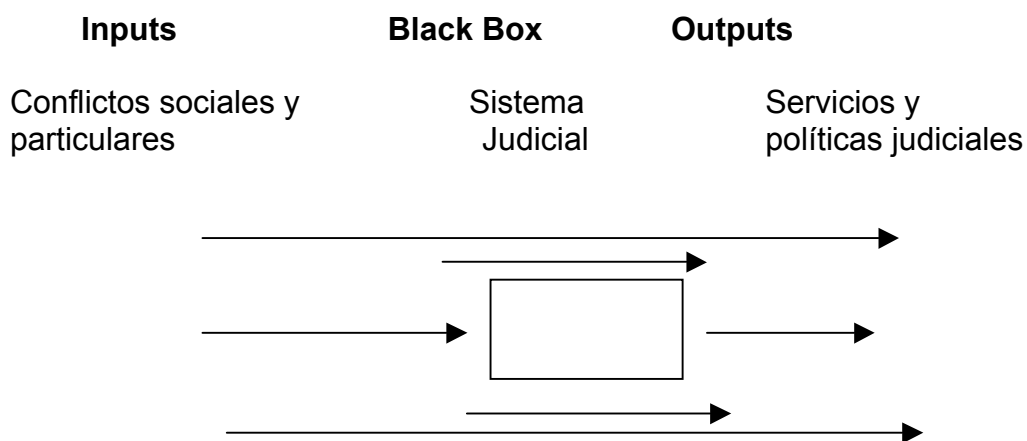 Inputs Black Box Outputs
Conflictos sociales y Sistema Servicios y
particulares Judicial políticas judiciales